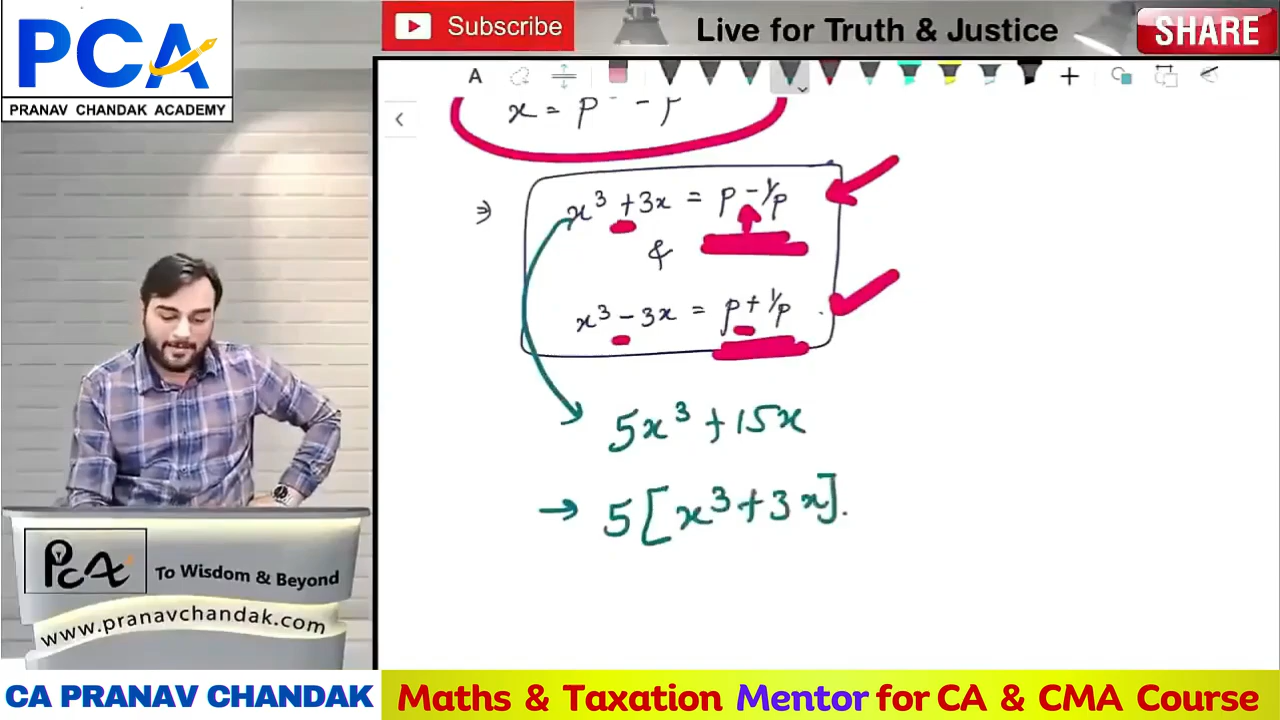 PCA
PRANAV CHANDAK ACADEMY
Subscribe
Live for Truth & Justice
SHARE
A
x = p
⇒ x³ + 3x = p - 1/p
&
x³ - 3x = p + 1/p .
5x³ + 15x
→ 5[x³ + 3x].
PCA
To Wisdom & Beyond
www.pranavchandak.com
CA PRANAV CHANDAK
Maths & Taxation Mentor for CA & CMA Course